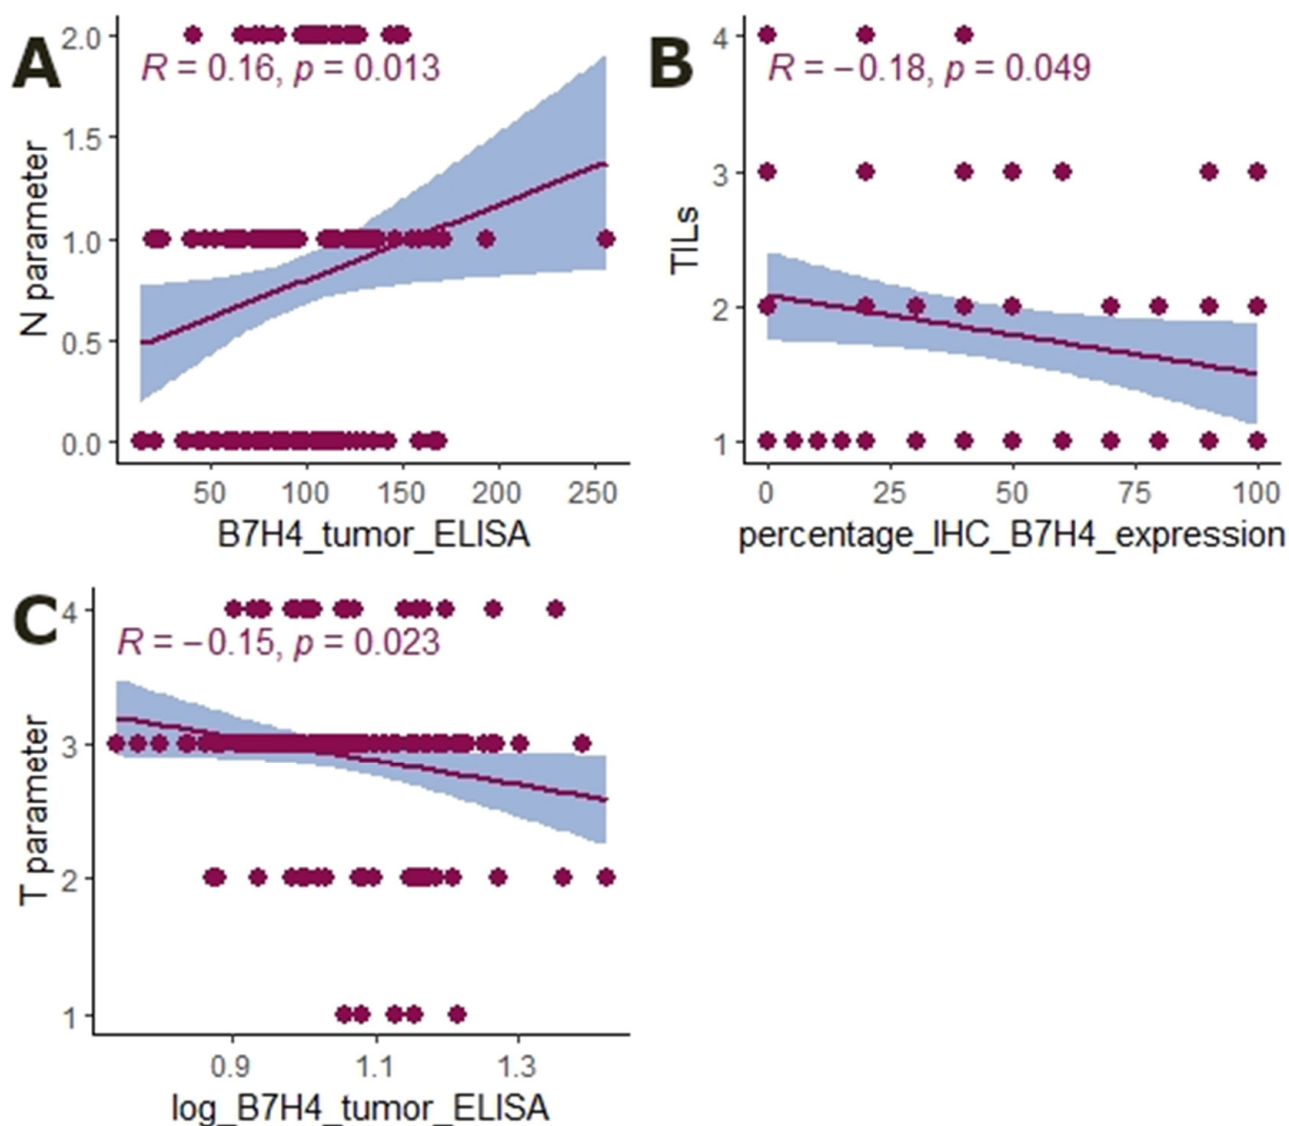 A
R = 0.16, p = 0.013
N parameter
2.0
1.5
1.0
0.5
0.0
50 100 150 200 250
B7H4_tumor_ELISA
B
R = −0.18, p = 0.049
TILs
4
3
2
1
0 25 50 75 100
percentage_IHC_B7H4_expression
C
R = −0.15, p = 0.023
T parameter
4
3
2
1
0.9 1.1 1.3
log_B7H4_tumor_ELISA